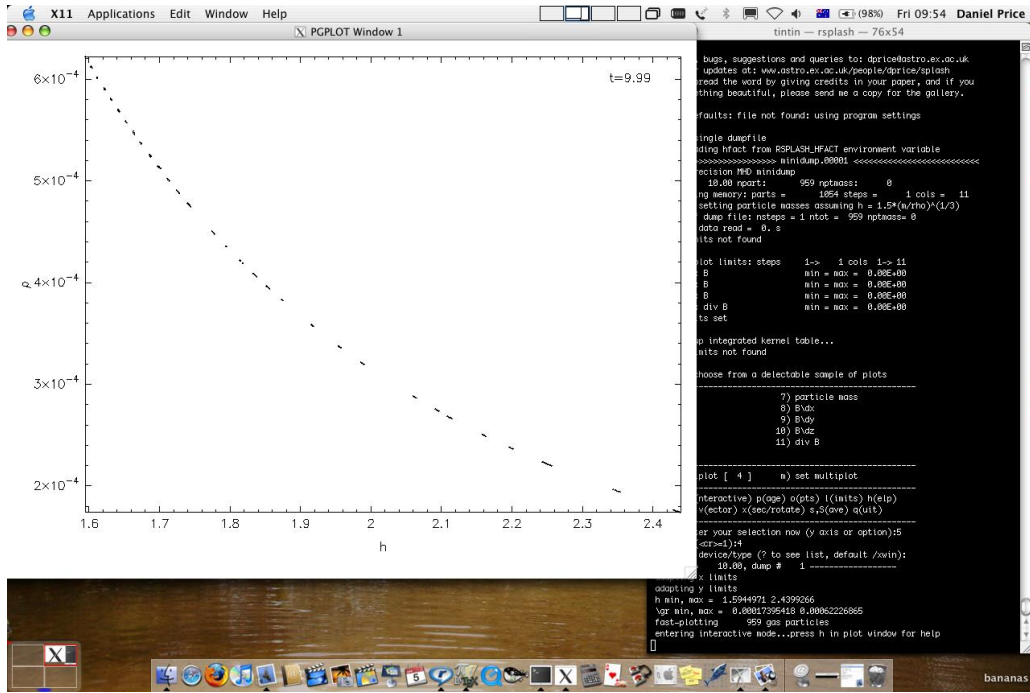 X11 Applications Edit Window Help
(98%) Fri 09:54 Daniel Price
PGPLOT Window 1
t=9.99
6×10⁻⁴
5×10⁻⁴
ρ
4×10⁻⁴
3×10⁻⁴
2×10⁻⁴
1.6 1.7 1.8 1.9 2 2.1 2.2 2.3 2.4
h
tintin — rsplash — 76x54
, bugs, suggestions and queries to: dprice@astro.ex.ac.uk
updates at: www.astro.ex.ac.uk/people/dprice/splash
read the word by giving credits in your paper, and if you
thing beautiful, please send me a copy for the gallery.
efaults: file not found: using program settings
single dumpfile
ding hfact from RSPLASH_HFACT environment variable
>>>>>>>>>>>>>>>> minidump.00001 <<<<<<<<<<<<<<<<<<<<<<<<<<
recision MHD minidump
10.00 npart: 959 nptmass: 0
ng memory: parts = 1054 steps = 1 cols = 11
setting particle masses assuming h = 1.5*(m/rho)^(1/3)
dump file: nsteps = 1 ntot = 959 nptmass= 0
data read = 0. s
its not found
plot limits: steps 1-> 1 cols 1-> 11
B min = max = 0.00E+00
B min = max = 0.00E+00
B min = max = 0.00E+00
div B min = max = 0.00E+00
ts set
up integrated kernel table...
mits not found
hoose from a delectable sample of plots
7) particle mass
8) B\dx
9) B\dy
10) B\dz
11) div B
plot [ 4 ] m) set multiplot
nteractive) p(age) o(pts) l(imits) h(elp)
v(ector) x(sec/rotate) s,S(ave) q(uit)
er your selection now (y axis or option):5
(<cr>=1):4
device/type (? to see list, default /xwin):
10.00, dump # 1 ------------------
x limits
adapting y limits
h min, max = 1.5944971 2.4399266
\gr min, max = 0.00017395418 0.00062226865
fast-plotting 959 gas particles
entering interactive mode...press h in plot window for help
X
5
X
bananas